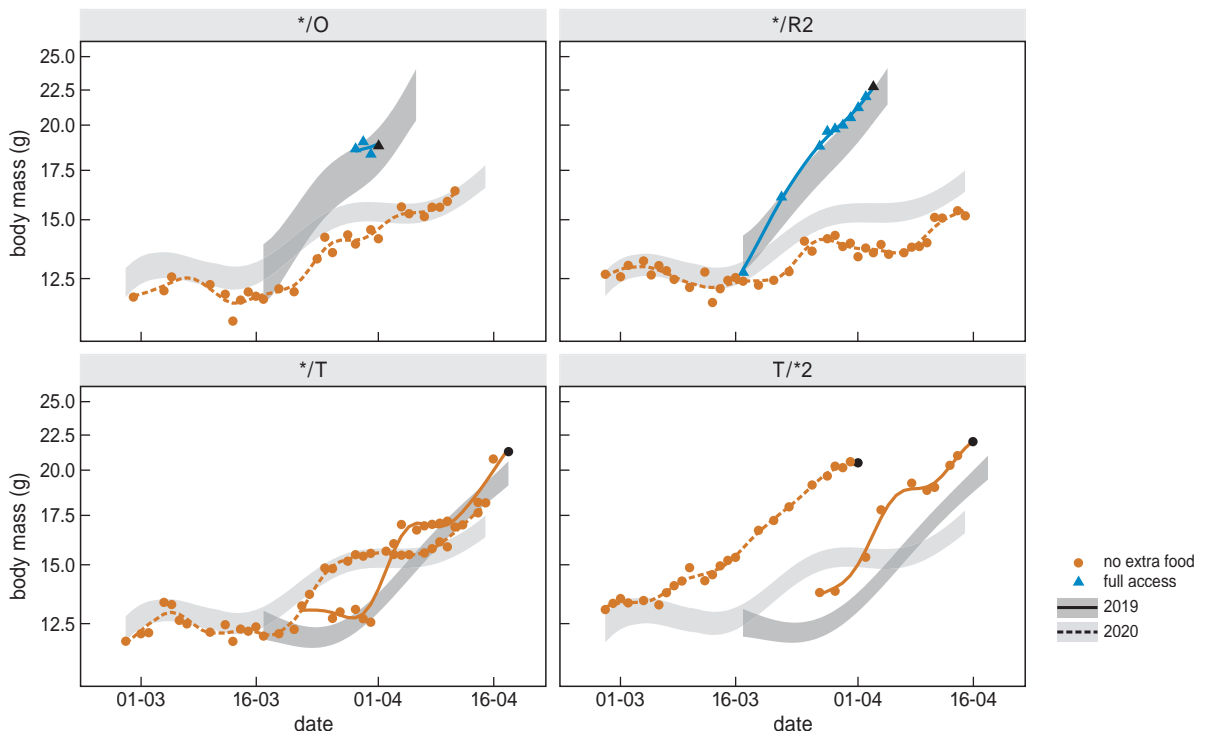 */O
*/R2
25.0
22.5
20.0
17.5
15.0
12.5
body mass (g)
*/T
T/*2
25.0
22.5
20.0
17.5
15.0
12.5
body mass (g)
01-03
16-03
01-04
16-04
01-03
16-03
01-04
16-04
date
date
no extra food
full access
2019
2020